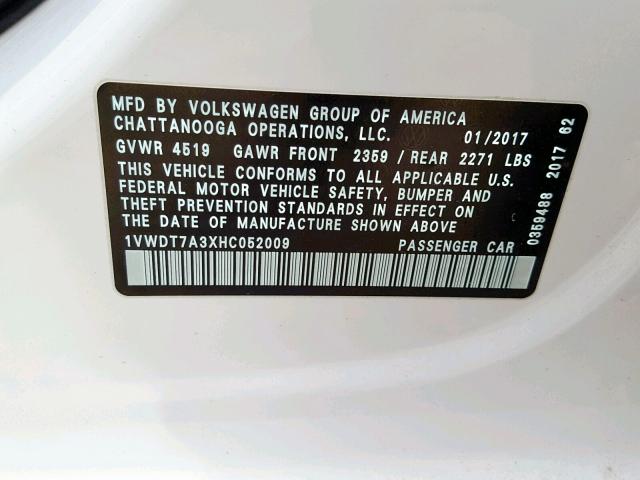 MFD BY VOLKSWAGEN GROUP OF AMERICA
CHATTANOOGA OPERATIONS, LLC. 01/2017
GVWR 4519 GAWR FRONT 2359 / REAR 2271 LBS
THIS VEHICLE CONFORMS TO ALL APPLICABLE U.S.
FEDERAL MOTOR VEHICLE SAFETY, BUMPER AND
THEFT PREVENTION STANDARDS IN EFFECT ON
THE DATE OF MANUFACTURE SHOWN ABOVE
1VWDT7A3XHC052009 PASSENGER CAR
0359498 2017 62